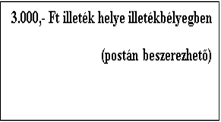 3.000,- Ft illeték helye illetékbélyegben
(postán beszerezhető)